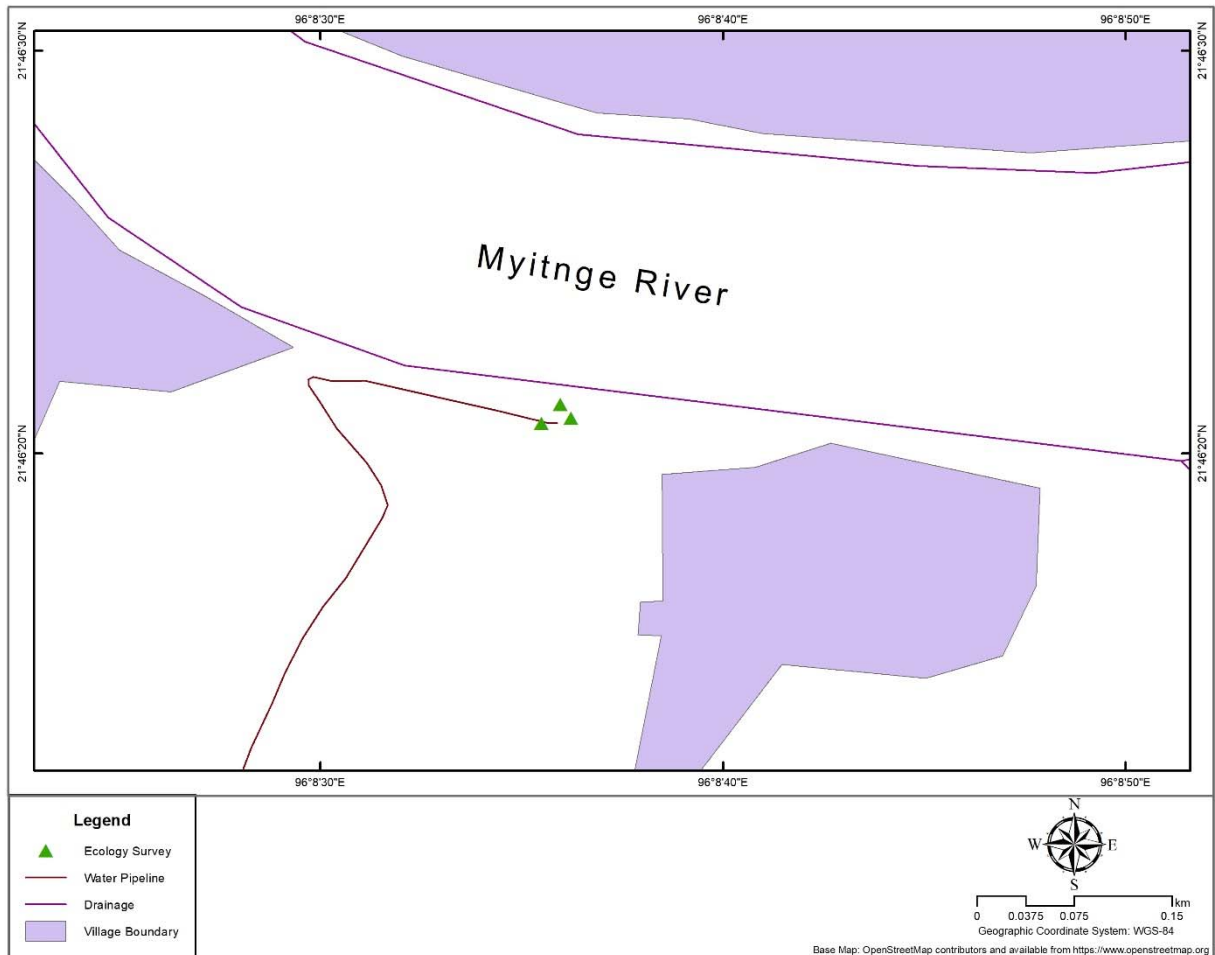 96°8'30"E 96°8'40"E 96°8'50"E
21°46'30"N 21°46'30"N
Myitnge River
21°46'20"N 21°46'20"N
96°8'30"E 96°8'40"E 96°8'50"E
Legend
Ecology Survey
Water Pipeline
Drainage
Village Boundary
N
W E
S
km
0 0.0375 0.075 0.15
Geographic Coordinate System: WGS-84
Base Map: OpenStreetMap contributors and available from https://www.openstreetmap.org